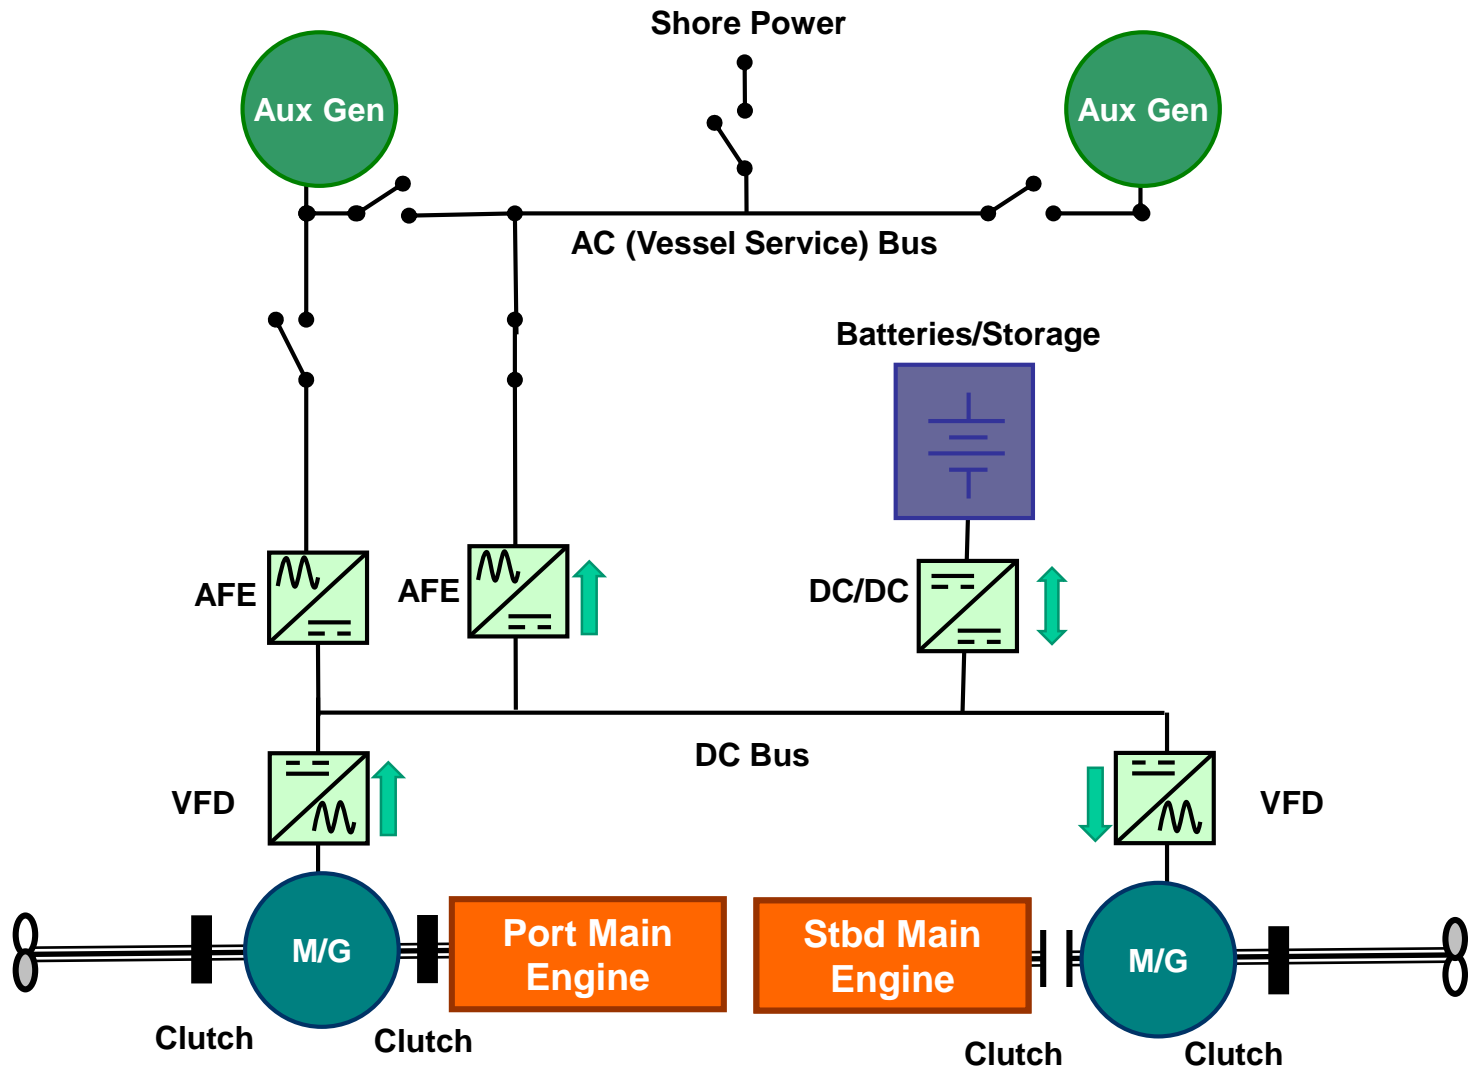 Shore Power
Aux Gen
Aux Gen
AC (Vessel Service) Bus
Batteries/Storage
AFE
AFE
DC/DC
DC Bus
VFD
VFD
M/G
Port Main
Engine
Stbd Main
Engine
M/G
Clutch
Clutch
Clutch
Clutch